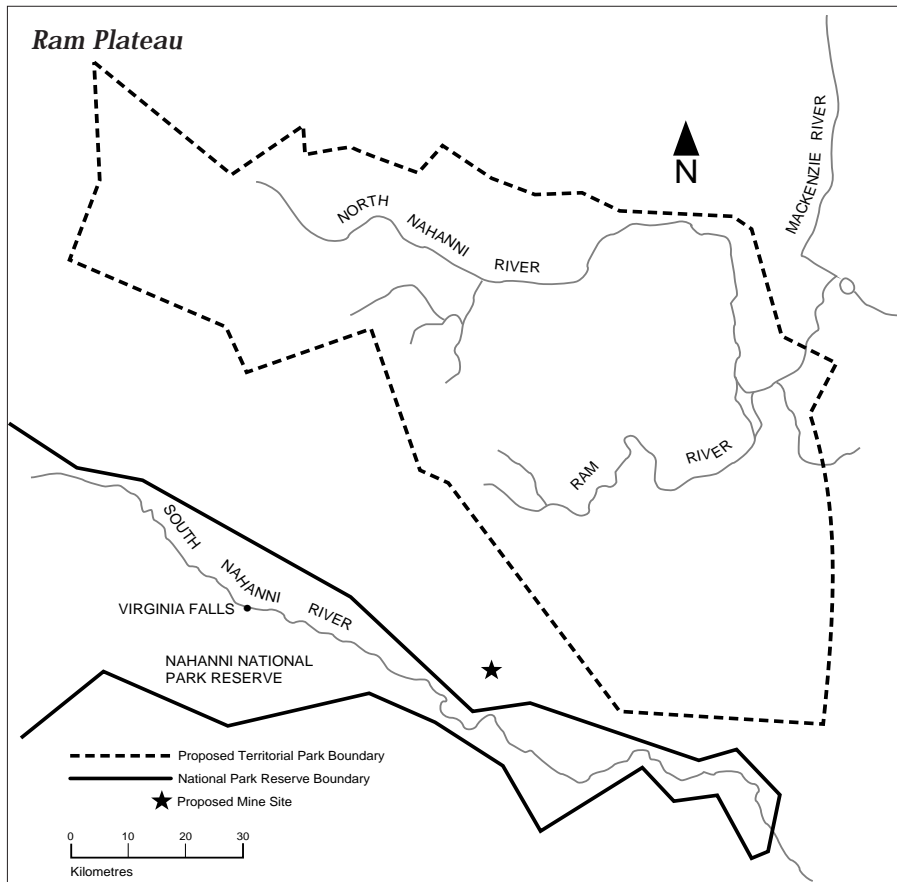 Ram Plateau
N
MACKENZIE RIVER
NORTH NAHANNI RIVER
RAM RIVER
SOUTH NAHANNI RIVER
VIRGINIA FALLS
NAHANNI NATIONAL
PARK RESERVE
Proposed Territorial Park Boundary
National Park Reserve Boundary
Proposed Mine Site
0 10 20 30
Kilometres